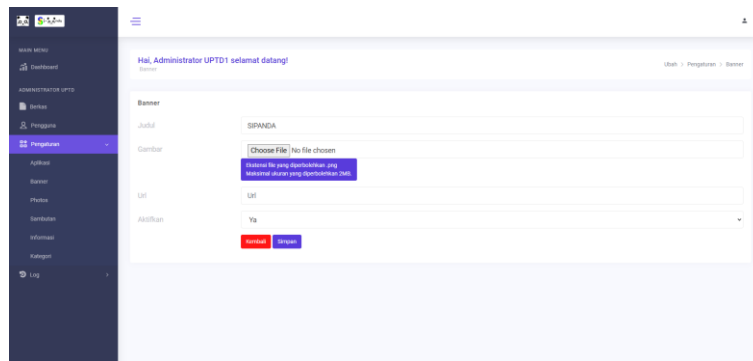 MAIN MENU
Dashboard
ADMINISTRATOR UPTD
Berkas
Pengguna
Pengaturan
Aplikasi
Banner
Photos
Sambutan
Informasi
Kategori
Log
Hai, Administrator UPTD1 selamat datang!
Banner
Ubah > Pengaturan > Banner
Banner
Judul
SIPANDA
Gambar
Choose File No file chosen
Ekstensi file yang diperbolehkan .png
Maksimal ukuran yang diperbolehkan 2MB.
Url
Url
Aktifkan
Ya
Kembali
Simpan